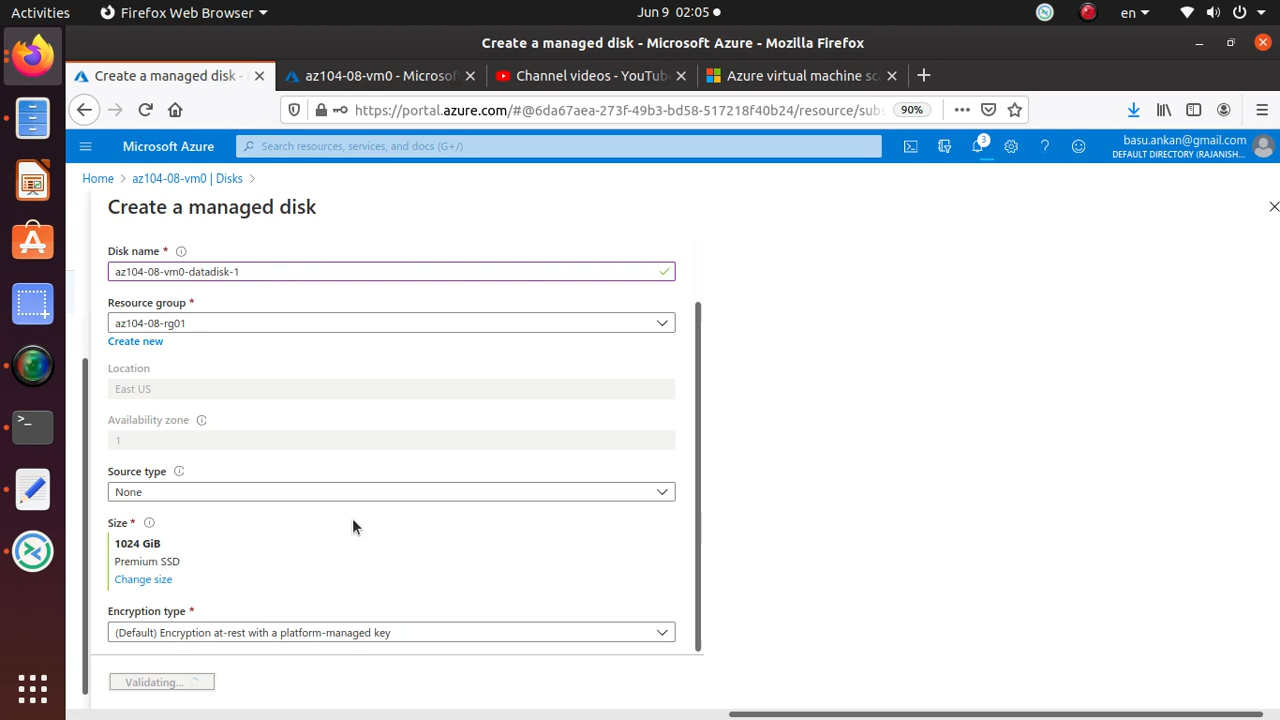 Activities
Firefox Web Browser
Jun 9 02:05
en
Create a managed disk - Microsoft Azure - Mozilla Firefox
Create a managed disk -
az104-08-vm0 - Microsof
Channel videos - YouTube
Azure virtual machine sc
https://portal.azure.com/#@6da67aea-273f-49b3-bd58-517218f40b24/resource/subs
90%
Microsoft Azure
Search resources, services, and docs (G+/)
3
basu.ankan@gmail.com
DEFAULT DIRECTORY (RAJANISH...
Home
az104-08-vm0 | Disks
Create a managed disk
Disk name *
az104-08-vm0-datadisk-1
Resource group *
az104-08-rg01
Create new
Location
East US
Availability zone
1
Source type
None
Size *
1024 GiB
Premium SSD
Change size
Encryption type *
(Default) Encryption at-rest with a platform-managed key
Validating...